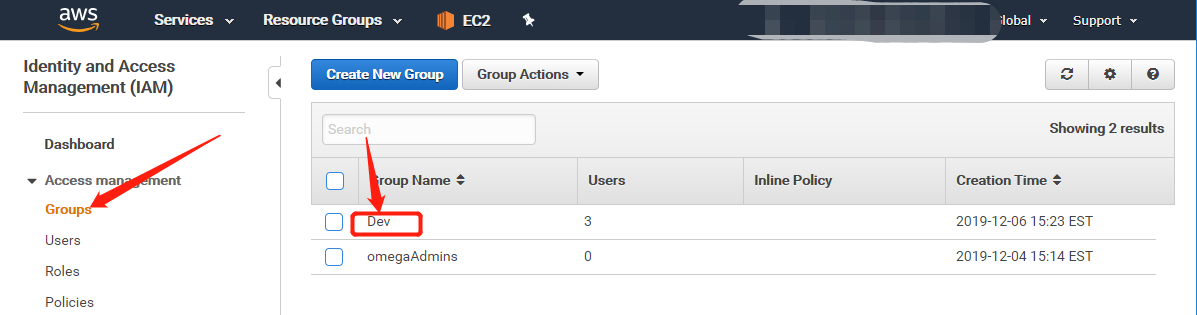 aws Services Resource Groups EC2 Global Support
Identity and Access
Management (IAM)
Create New Group Group Actions
Dashboard
Search Showing 2 results
Access management
Group Name Users Inline Policy Creation Time
Groups
Dev 3 2019-12-06 15:23 EST
Users
omegaAdmins 0 2019-12-04 15:14 EST
Roles
Policies